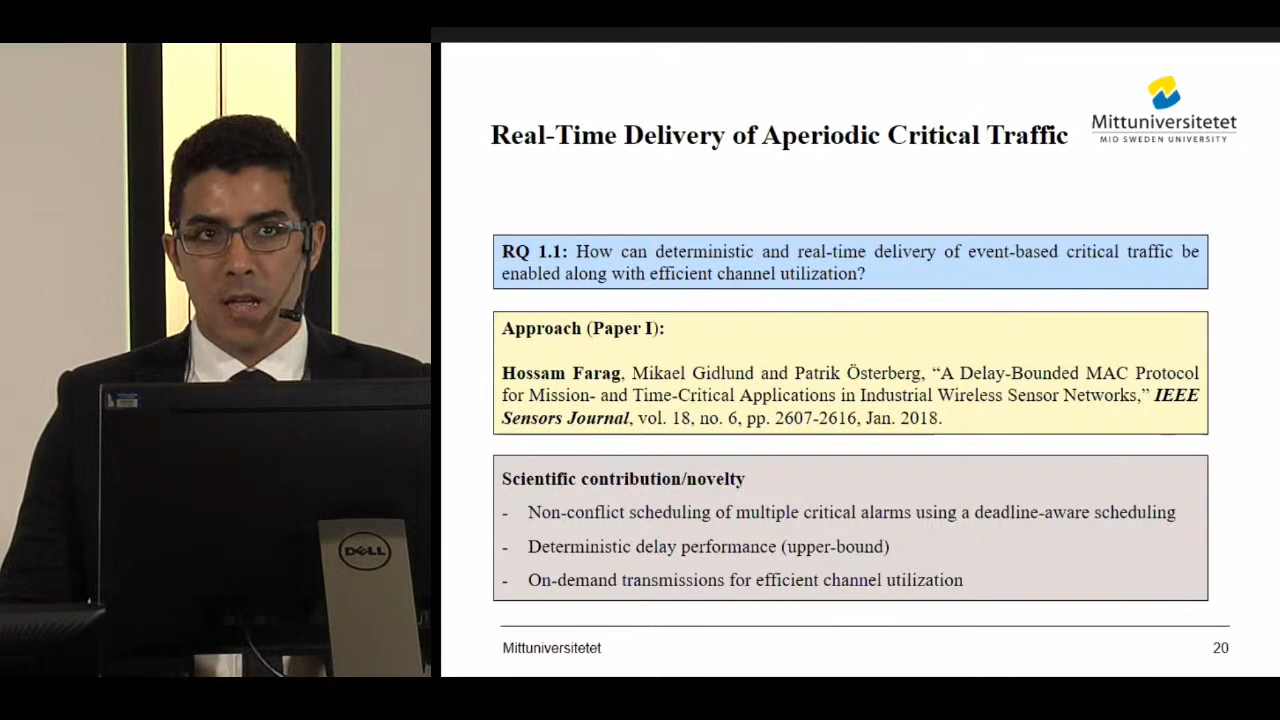 Real-Time Delivery of Aperiodic Critical Traffic
Mittuniversitetet
MID SWEDEN UNIVERSITY
RQ 1.1: How can deterministic and real-time delivery of event-based critical traffic be
enabled along with efficient channel utilization?
Approach (Paper I):
Hossam Farag, Mikael Gidlund and Patrik Österberg, “A Delay-Bounded MAC Protocol
for Mission- and Time-Critical Applications in Industrial Wireless Sensor Networks,” IEEE
Sensors Journal, vol. 18, no. 6, pp. 2607-2616, Jan. 2018.
Scientific contribution/novelty
- Non-conflict scheduling of multiple critical alarms using a deadline-aware scheduling
- Deterministic delay performance (upper-bound)
- On-demand transmissions for efficient channel utilization
Mittuniversitetet
20
DELL